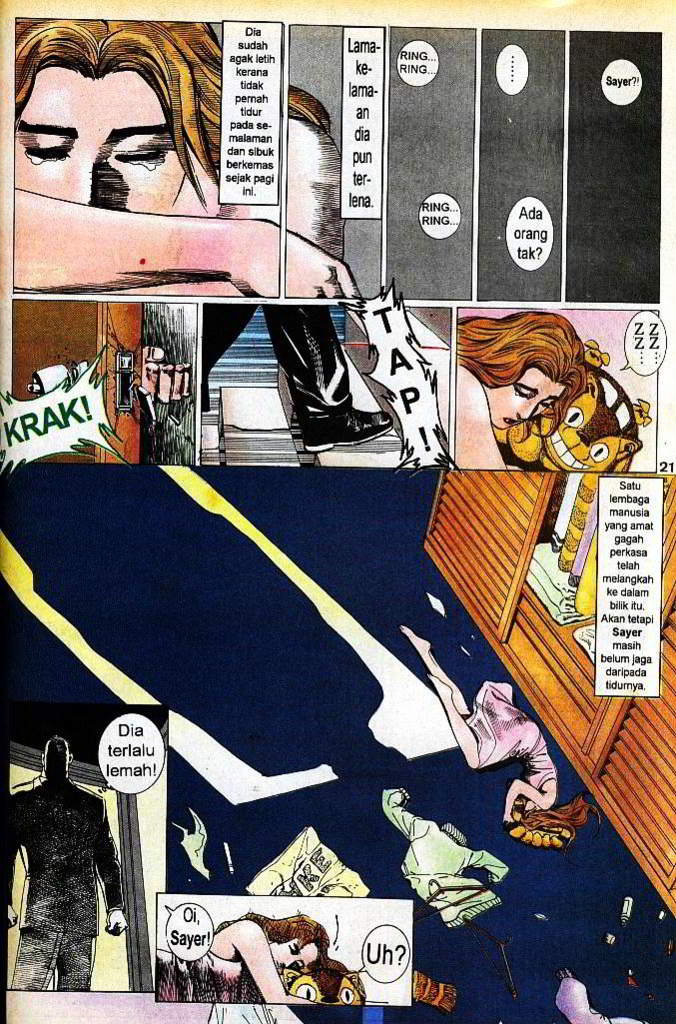 Dia
sudah
agak letih
kerana
tidak
pernah
tidur
pada se-
malaman
dan sibuk
berkemas
sejak pagi
ini.
Lama-
ke-
lama-
an
dia
pun
ter-
lena.
RING...
RING...
RING...
RING...
......
Ada
orang
tak?
Sayer?!
KRAK!
TAP!
Z Z
Z Z
21
Satu
lembaga
manusia
yang amat
gagah
perkasa
telah
melangkah
ke dalam
bilik itu.
Akan tetapi
Sayer
masih
belum jaga
daripada
tidurnya.
Dia
terlalu
lemah!
Oi,
Sayer!
Uh?